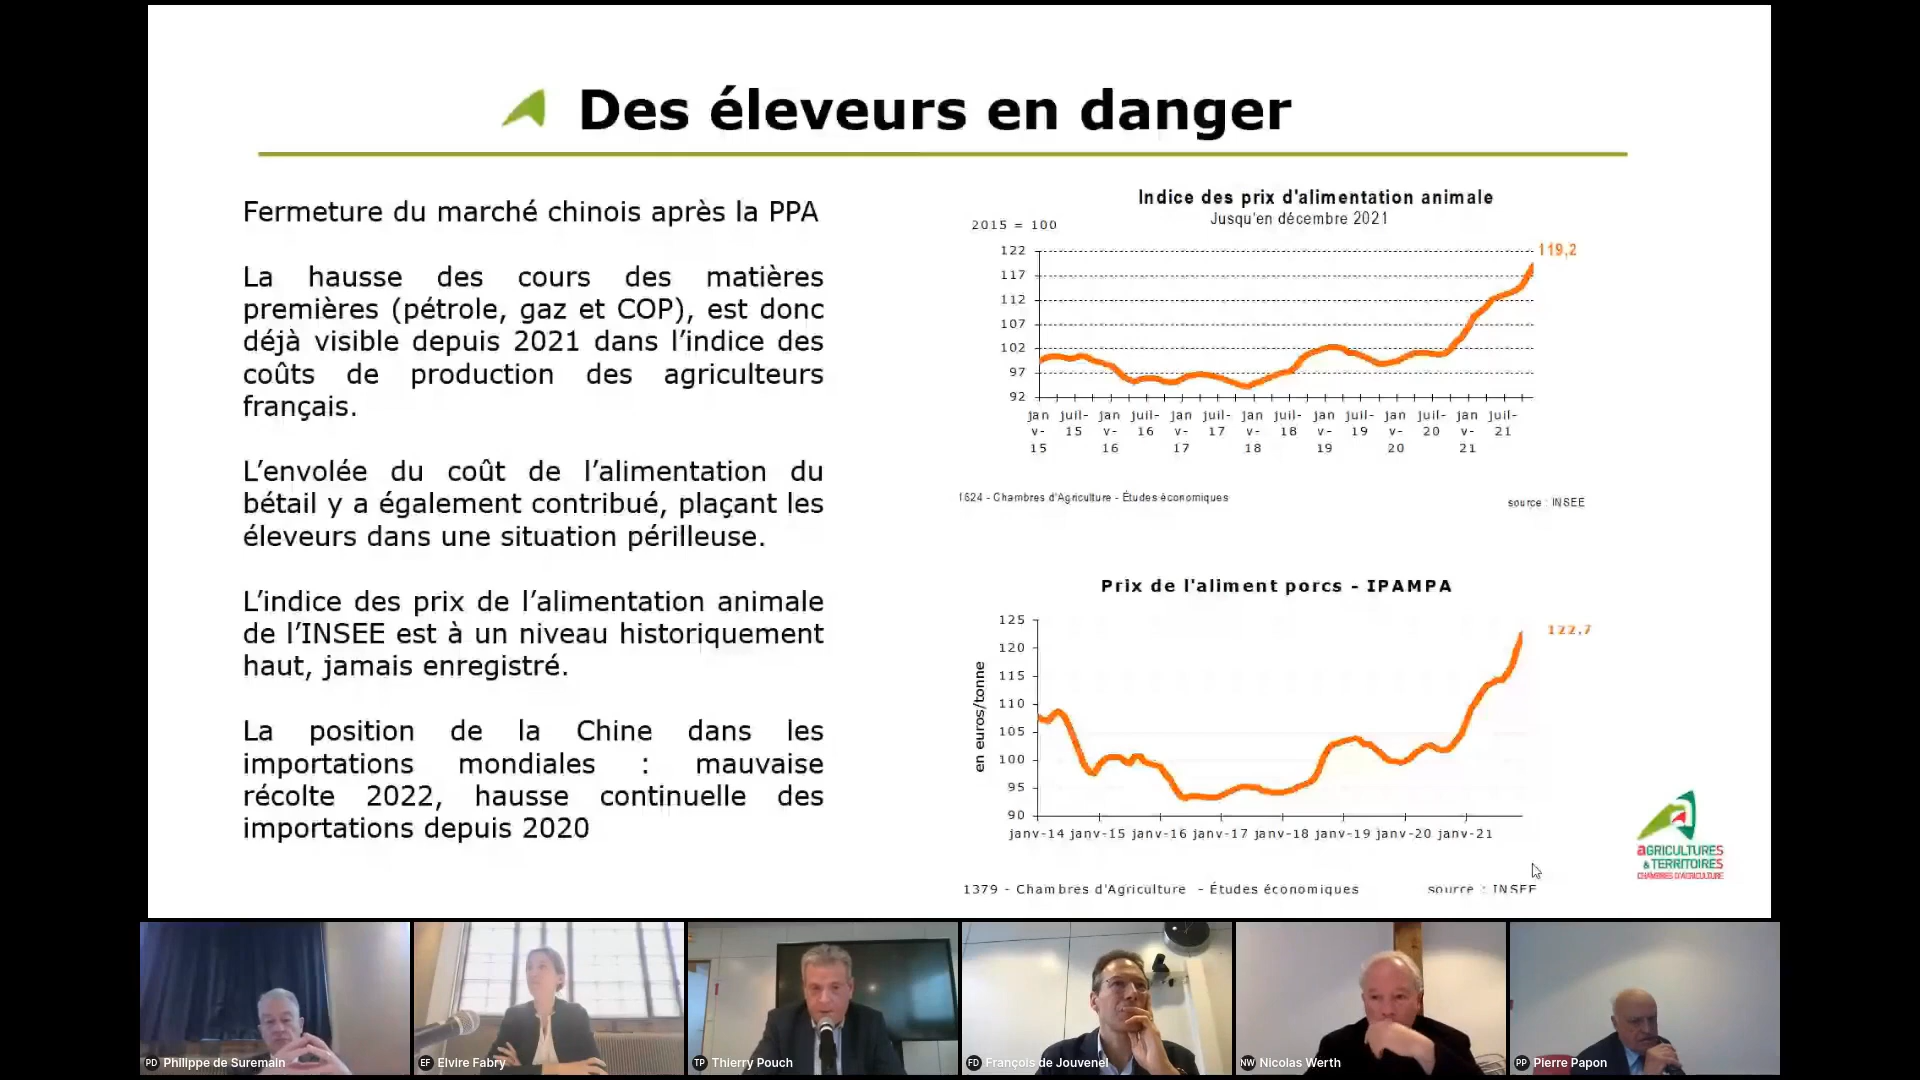 Des éleveurs en danger
Fermeture du marché chinois après la PPA
La hausse des cours des matières
premières (pétrole, gaz et COP), est donc
déjà visible depuis 2021 dans l’indice des
coûts de production des agriculteurs
français.
L’envolée du coût de l’alimentation du
bétail y a également contribué, plaçant les
éleveurs dans une situation périlleuse.
L’indice des prix de l’alimentation animale
de l’INSEE est à un niveau historiquement
haut, jamais enregistré.
La position de la Chine dans les
importations mondiales : mauvaise
récolte 2022, hausse continuelle des
importations depuis 2020
Indice des prix d'alimentation animale
Jusqu'en décembre 2021
2015 = 100
119,2
122
117
112
107
102
97
92
jan juil- jan juil- jan juil- jan juil- jan juil- jan juil- jan juil-
v- 15 v- 16 v- 17 v- 18 v- 19 v- 20 v- 21
15 16 17 18 19 20 21
1624 - Chambres d'Agriculture - Études économiques
source : INSEE
Prix de l'aliment porcs - IPAMPA
122,7
en euros/tonne
125
120
115
110
105
100
95
90
janv-14 janv-15 janv-16 janv-17 janv-18 janv-19 janv-20 janv-21
1379 - Chambres d'Agriculture - Études économiques
source : INSEE
AGRICULTURES
& TERRITOIRES
CHAMBRES D'AGRICULTURE
PD Philippe de Suremain
EF Elvire Fabry
TP Thierry Pouch
FD François de Jouvenel
NW Nicolas Werth
PP Pierre Papon